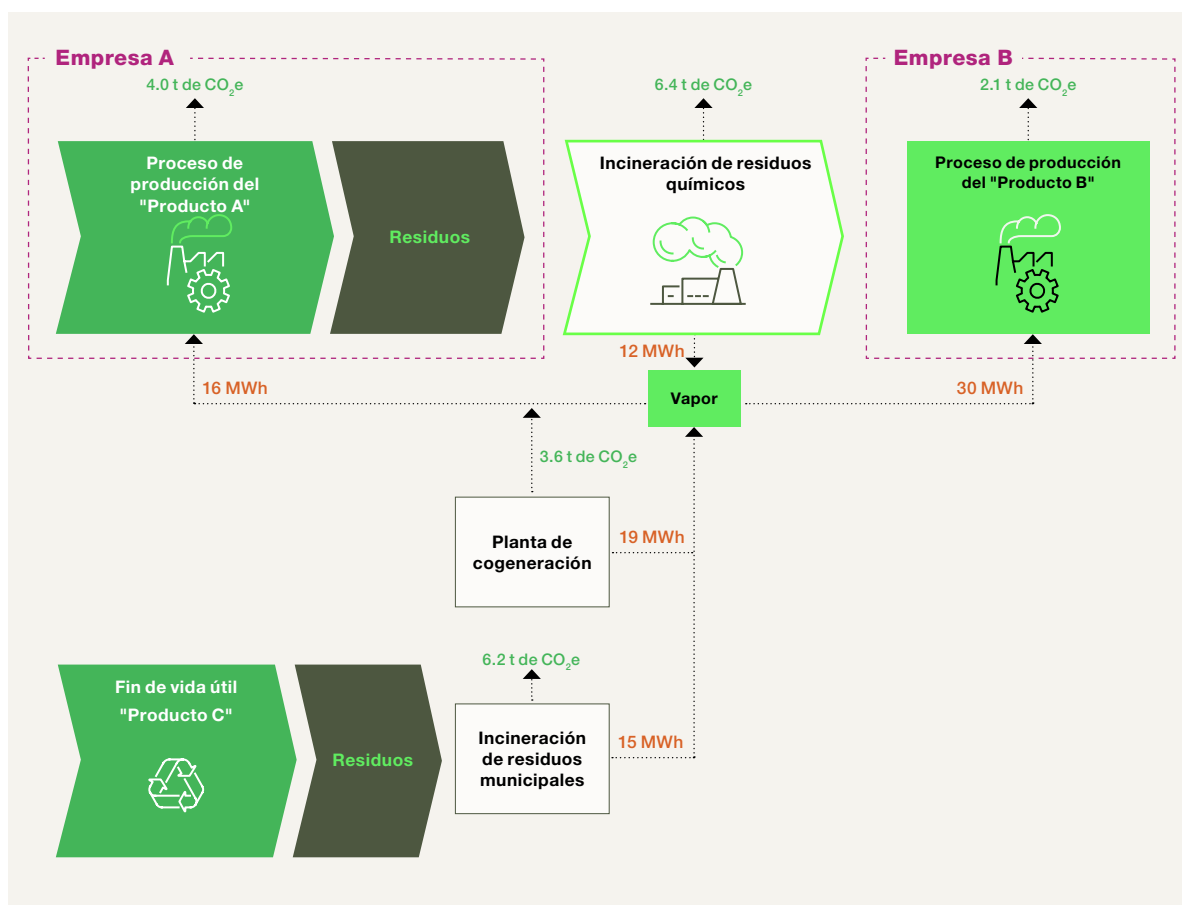 Empresa A
4.0 t de CO₂e
Proceso de
producción del
"Producto A"
Residuos
6.4 t de CO₂e
Incineración de residuos
químicos
Empresa B
2.1 t de CO₂e
Proceso de producción
del "Producto B"
12 MWh
16 MWh
Vapor
30 MWh
3.6 t de CO₂e
Planta de
cogeneración
19 MWh
Fin de vida útil
"Producto C"
Residuos
6.2 t de CO₂e
Incineración
de residuos
municipales
15 MWh